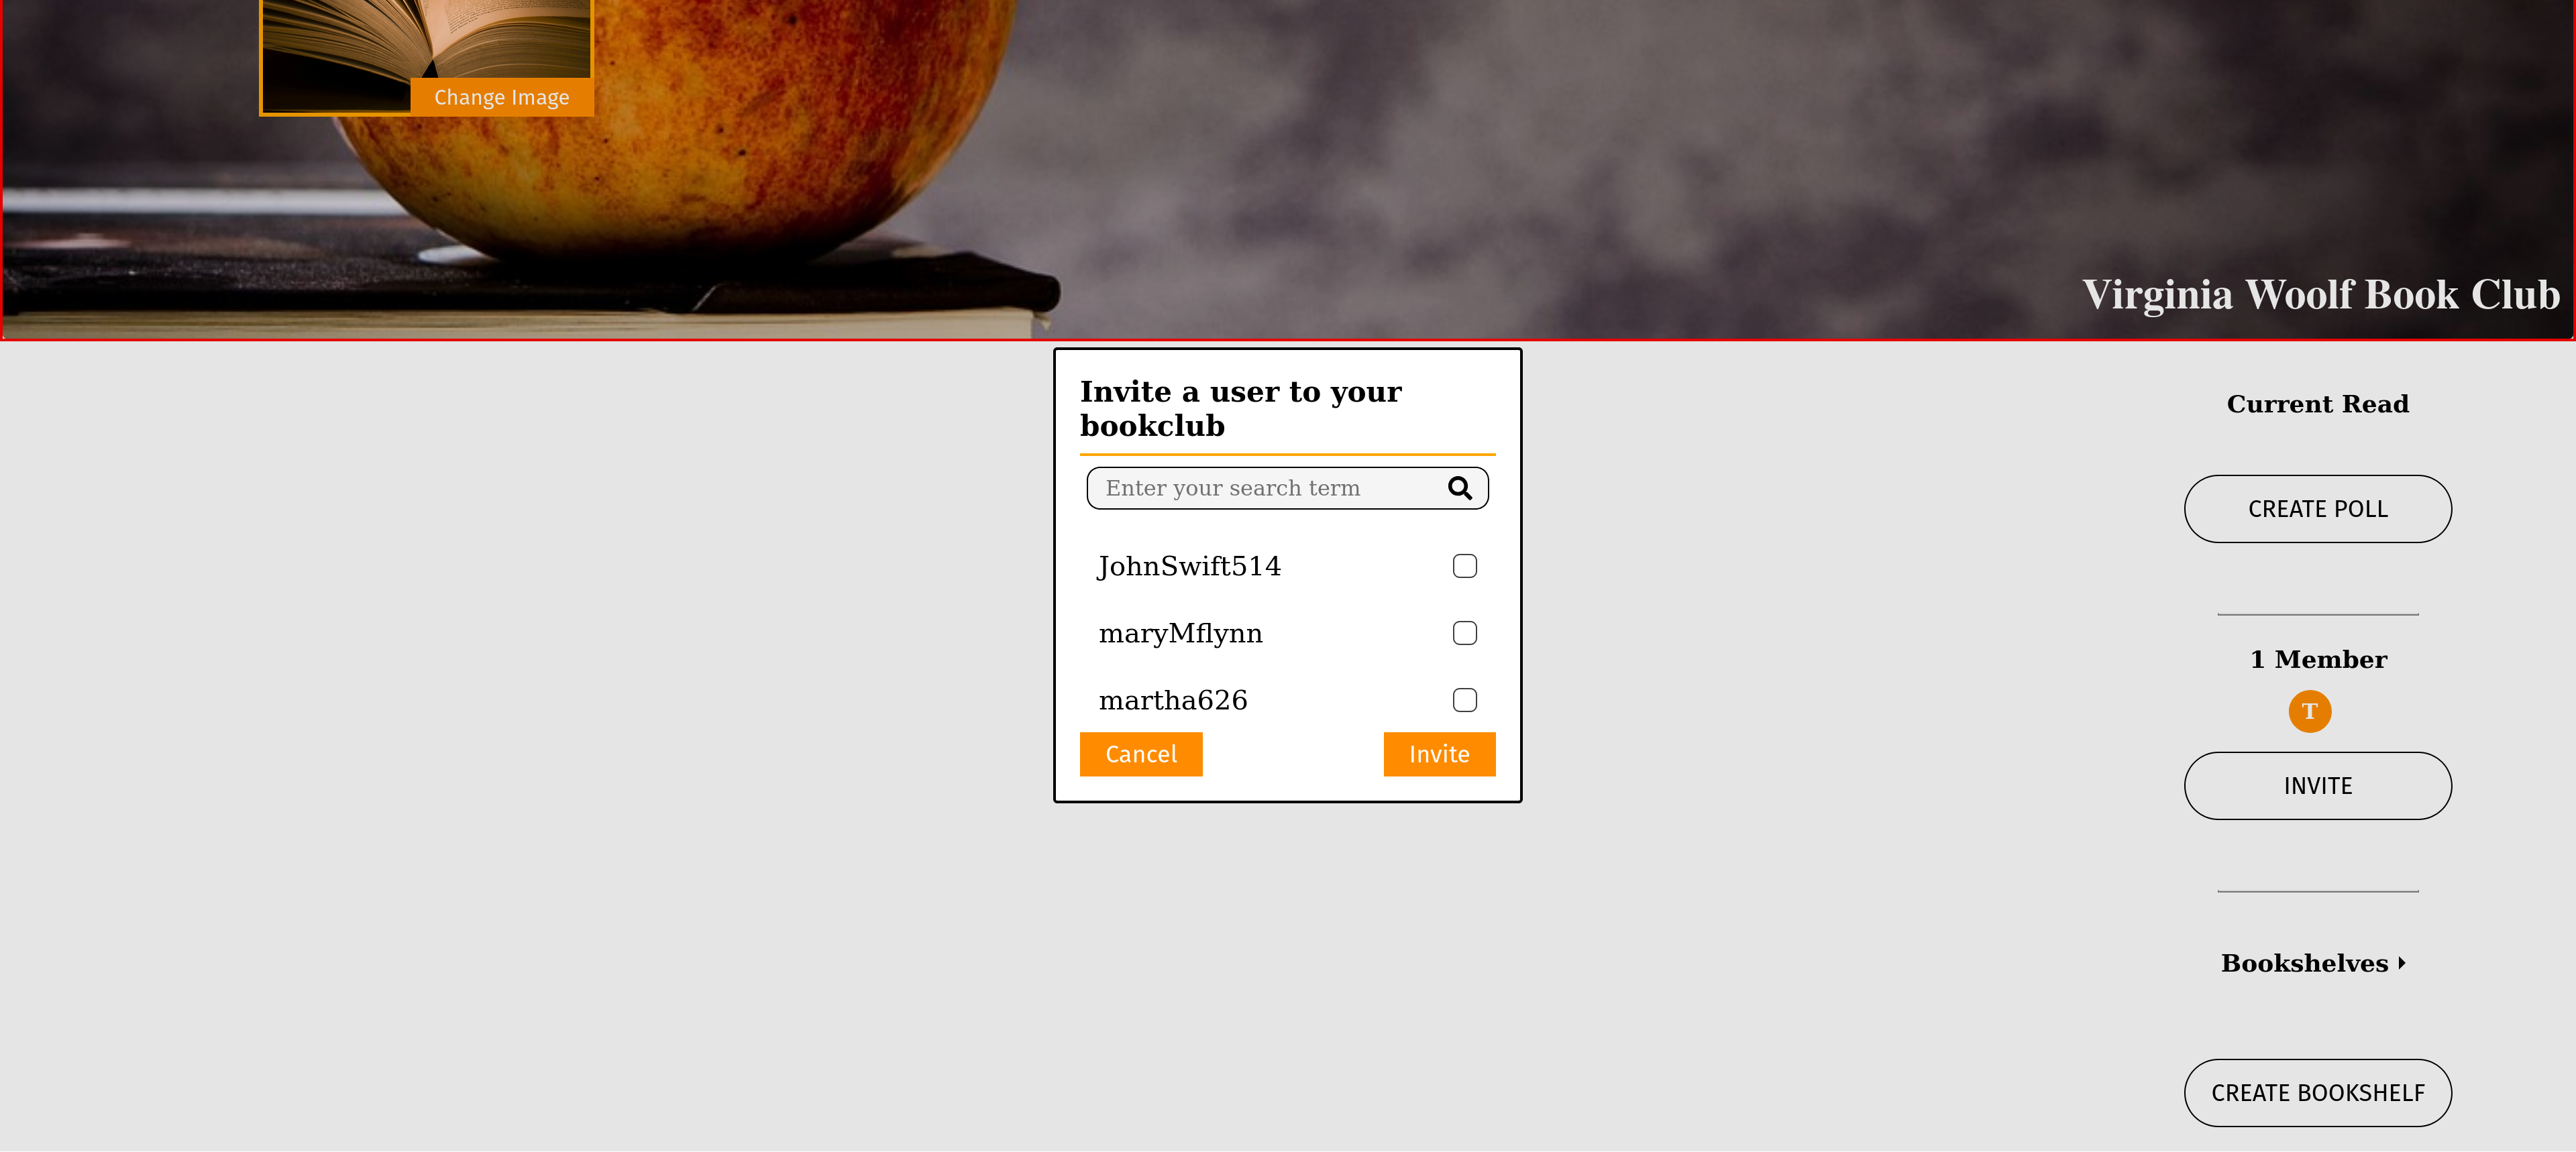 Change Image
Virginia Woolf Book Club
Invite a user to your
bookclub
Enter your search term
JohnSwift514
maryMflynn
martha626
Cancel
Invite
Current Read
CREATE POLL
1 Member
T
INVITE
Bookshelves
CREATE BOOKSHELF